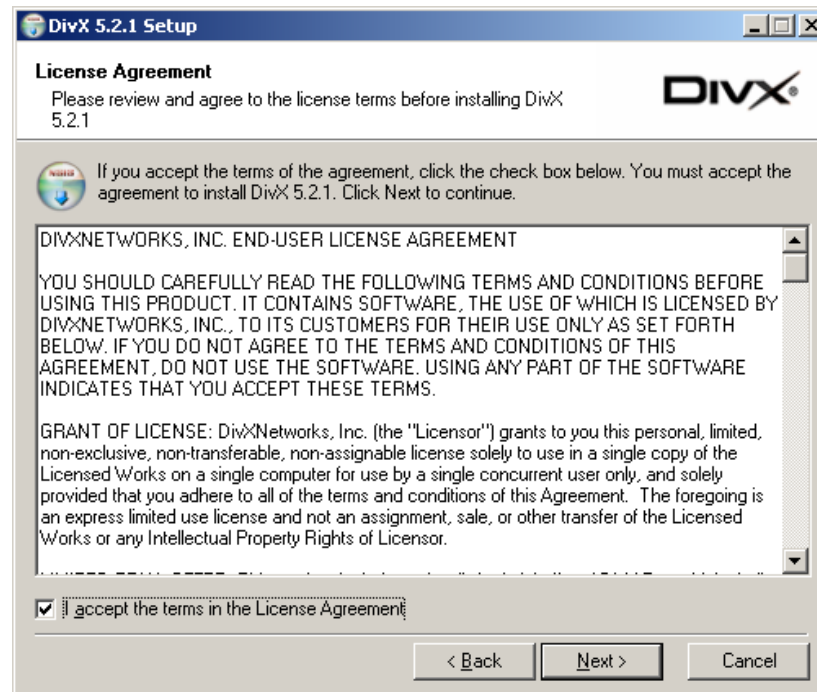 DivX 5.2.1 Setup
License Agreement
Please review and agree to the license terms before installing DivX
5.2.1
DIVX
If you accept the terms of the agreement, click the check box below. You must accept the
agreement to install DivX 5.2.1. Click Next to continue.
DIVXNETWORKS, INC. END-USER LICENSE AGREEMENT
YOU SHOULD CAREFULLY READ THE FOLLOWING TERMS AND CONDITIONS BEFORE
USING THIS PRODUCT. IT CONTAINS SOFTWARE, THE USE OF WHICH IS LICENSED BY
DIVXNETWORKS, INC., TO ITS CUSTOMERS FOR THEIR USE ONLY AS SET FORTH
BELOW. IF YOU DO NOT AGREE TO THE TERMS AND CONDITIONS OF THIS
AGREEMENT, DO NOT USE THE SOFTWARE. USING ANY PART OF THE SOFTWARE
INDICATES THAT YOU ACCEPT THESE TERMS.
GRANT OF LICENSE: DivXNetworks, Inc. (the "Licensor") grants to you this personal, limited,
non-exclusive, non-transferable, non-assignable license solely to use in a single copy of the
Licensed Works on a single computer for use by a single concurrent user only, and solely
provided that you adhere to all of the terms and conditions of this Agreement. The foregoing is
an express limited use license and not an assignment, sale, or other transfer of the Licensed
Works or any Intellectual Property Rights of Licensor.
I accept the terms in the License Agreement
< Back
Next >
Cancel